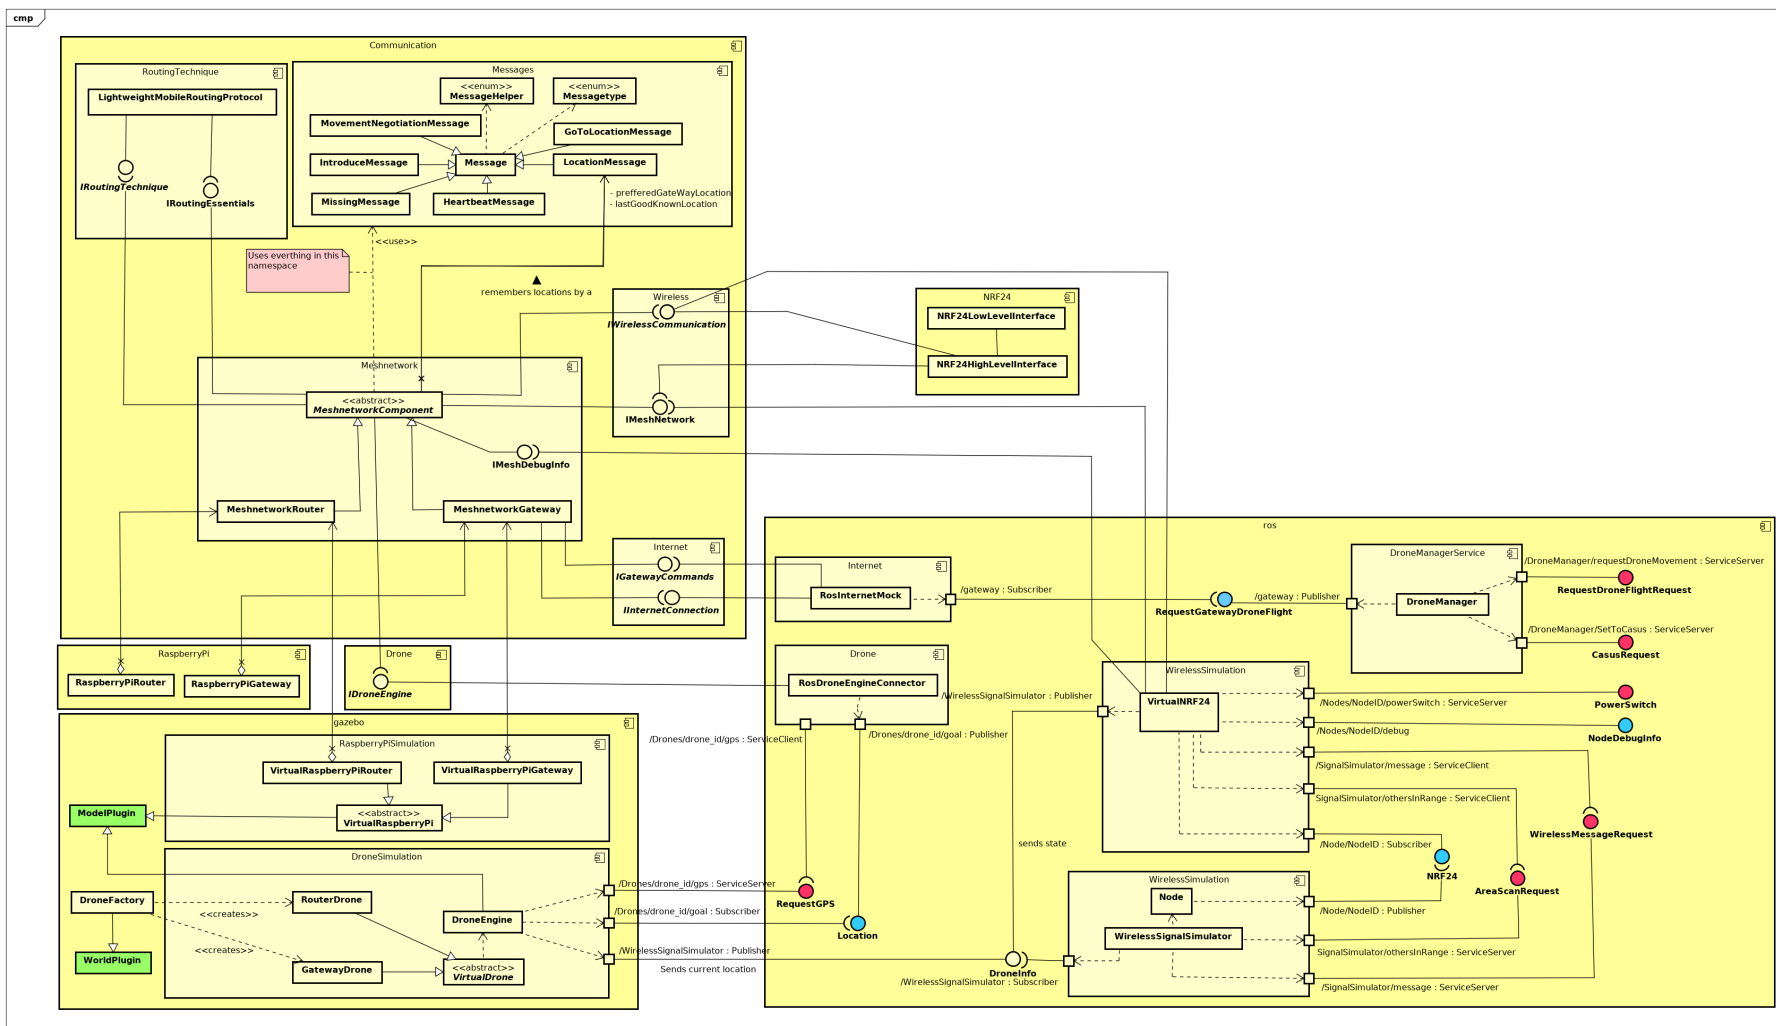 cmp
Communication
RoutingTechnique
LightweightMobileRoutingProtocol
IRoutingTechnique
IRoutingEssentials
Messages
<<enum>>
MessageHelper
<<enum>>
Messagetype
MovementNegotiationMessage
GoToLocationMessage
IntroduceMessage
Message
LocationMessage
MissingMessage
HeartbeatMessage
- prefferedGateWayLocation
- lastGoodKnownLocation
<<use>>
Uses everthing in this
namespace
remembers locations by a
Wireless
IWirelessCommunication
IMeshNetwork
NRF24
NRF24LowLevelInterface
NRF24HighLevelInterface
Meshnetwork
<<abstract>>
MeshnetworkComponent
IMeshDebugInfo
MeshnetworkRouter
MeshnetworkGateway
Internet
IGatewayCommands
IInternetConnection
RaspberryPi
RaspberryPiRouter
RaspberryPiGateway
Drone
IDroneEngine
gazebo
RaspberryPiSimulation
VirtualRaspberryPiRouter
VirtualRaspberryPiGateway
<<abstract>>
VirtualRaspberryPi
ModelPlugin
DroneSimulation
DroneFactory
<<creates>>
<<creates>>
RouterDrone
DroneEngine
WorldPlugin
GatewayDrone
<<abstract>>
VirtualDrone
/Drones/drone_id/gps : ServiceServer
/Drones/drone_id/goal : Subscriber
/WirelessSignalSimulator : Publisher
Sends current location
ros
Internet
RosInternetMock
/gateway : Subscriber
RequestGatewayDroneFlight
/gateway : Publisher
DroneManagerService
DroneManager
/DroneManager/requestDroneMovement : ServiceServer
RequestDroneFlightRequest
/DroneManager/SetToCasus : ServiceServer
CasusRequest
Drone
RosDroneEngineConnector
/Drones/drone_id/gps : ServiceClient
/Drones/drone_id/goal : Publisher
RequestGPS
Location
/WirelessSignalSimulator : Publisher
WirelessSimulation
VirtualNRF24
/Nodes/NodeID/powerSwitch : ServiceServer
PowerSwitch
/Nodes/NodeID/debug
NodeDebugInfo
/SignalSimulator/message : ServiceClient
SignalSimulator/othersInRange : ServiceClient
WirelessMessageRequest
/Node/NodeID : Subscriber
NRF24
AreaScanRequest
sends state
WirelessSimulation
Node
/Node/NodeID : Publisher
WirelessSignalSimulator
SignalSimulator/othersInRange : ServiceServer
DroneInfo
/WirelessSignalSimulator : Subscriber
/SignalSimulator/message : ServiceServer